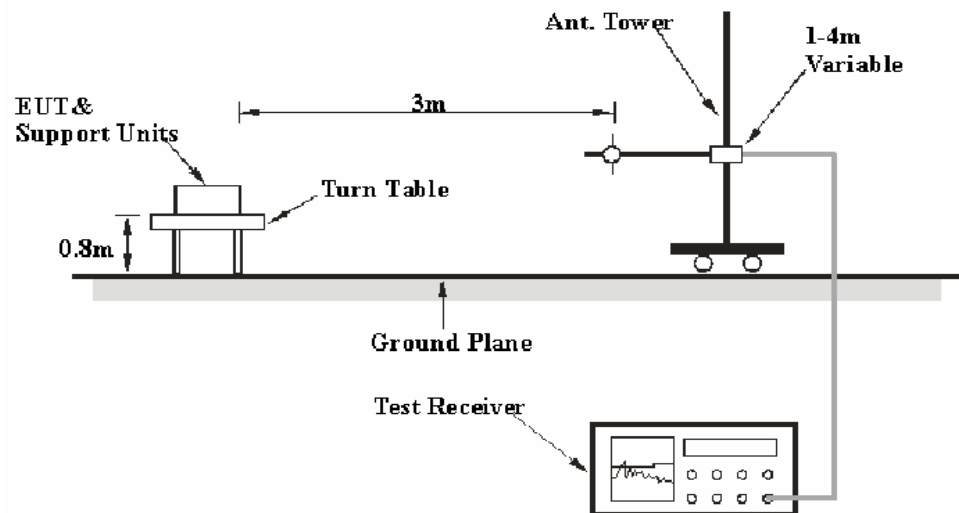 Ant. Tower
1-4m
Variable
3m
EUT&
Support Units
Turn Table
0.8m
Ground Plane
Test Receiver